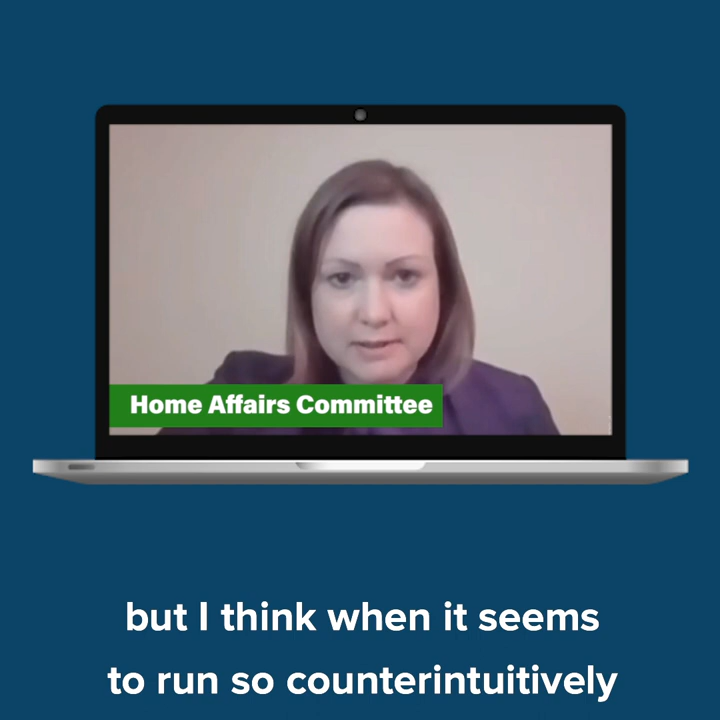 Home Affairs Committee
but I think when it seems
to run so counterintuitively